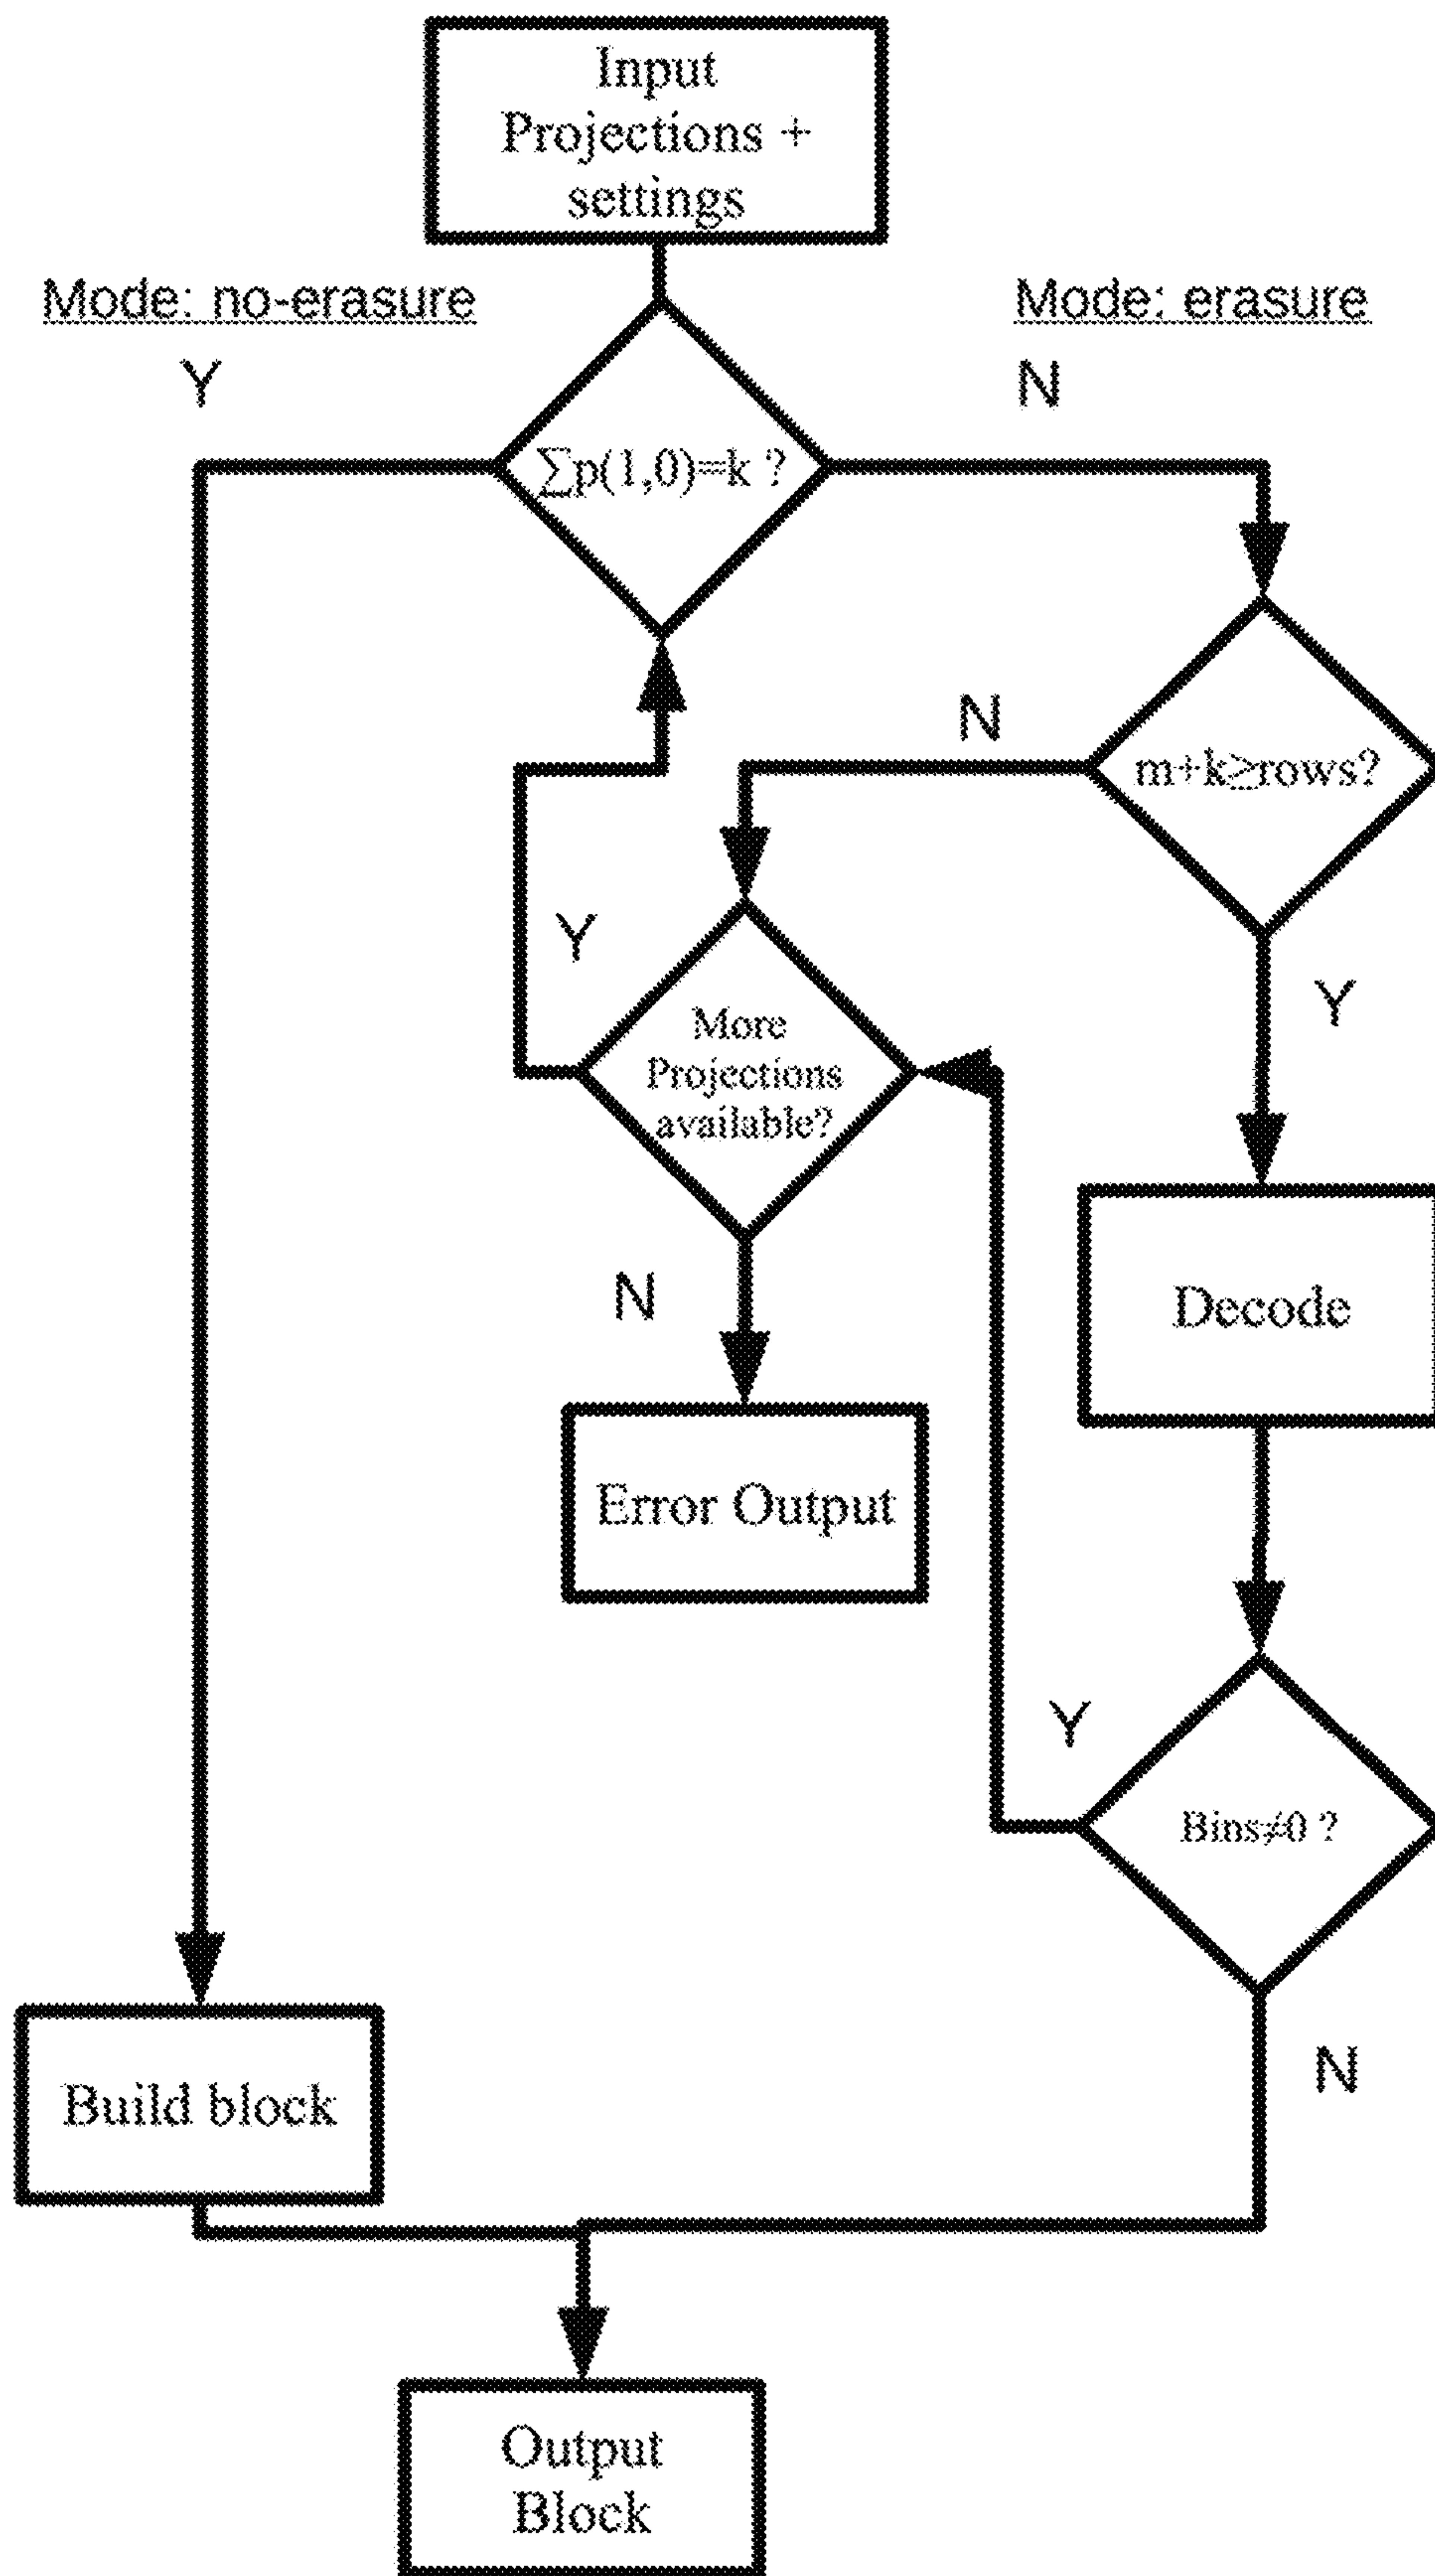 Input
Projections +
settings
Mode: no-erasure
Mode: erasure
Y
N
∑p(1,0)=k ?
N
m+k≥rows?
Y
Y
More
Projections
available?
N
Decode
Error Output
Y
Bins≠0 ?
N
Build block
Output
Block